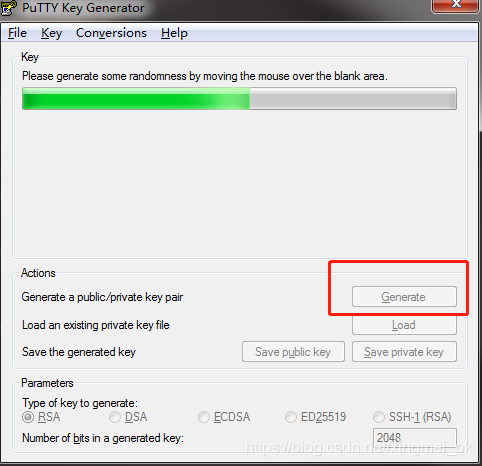 PuTTY Key Generator
File Key Conversions Help
Key
Please generate some randomness by moving the mouse over the blank area.
Actions
Generate a public/private key pair
Generate
Load an existing private key file
Load
Save the generated key
Save public key
Save private key
Parameters
Type of key to generate:
RSA
DSA
ECDSA
ED25519
SSH-1 (RSA)
Number of bits in a generated key:
2048
https://blog.csdn.net/xingmei_ok